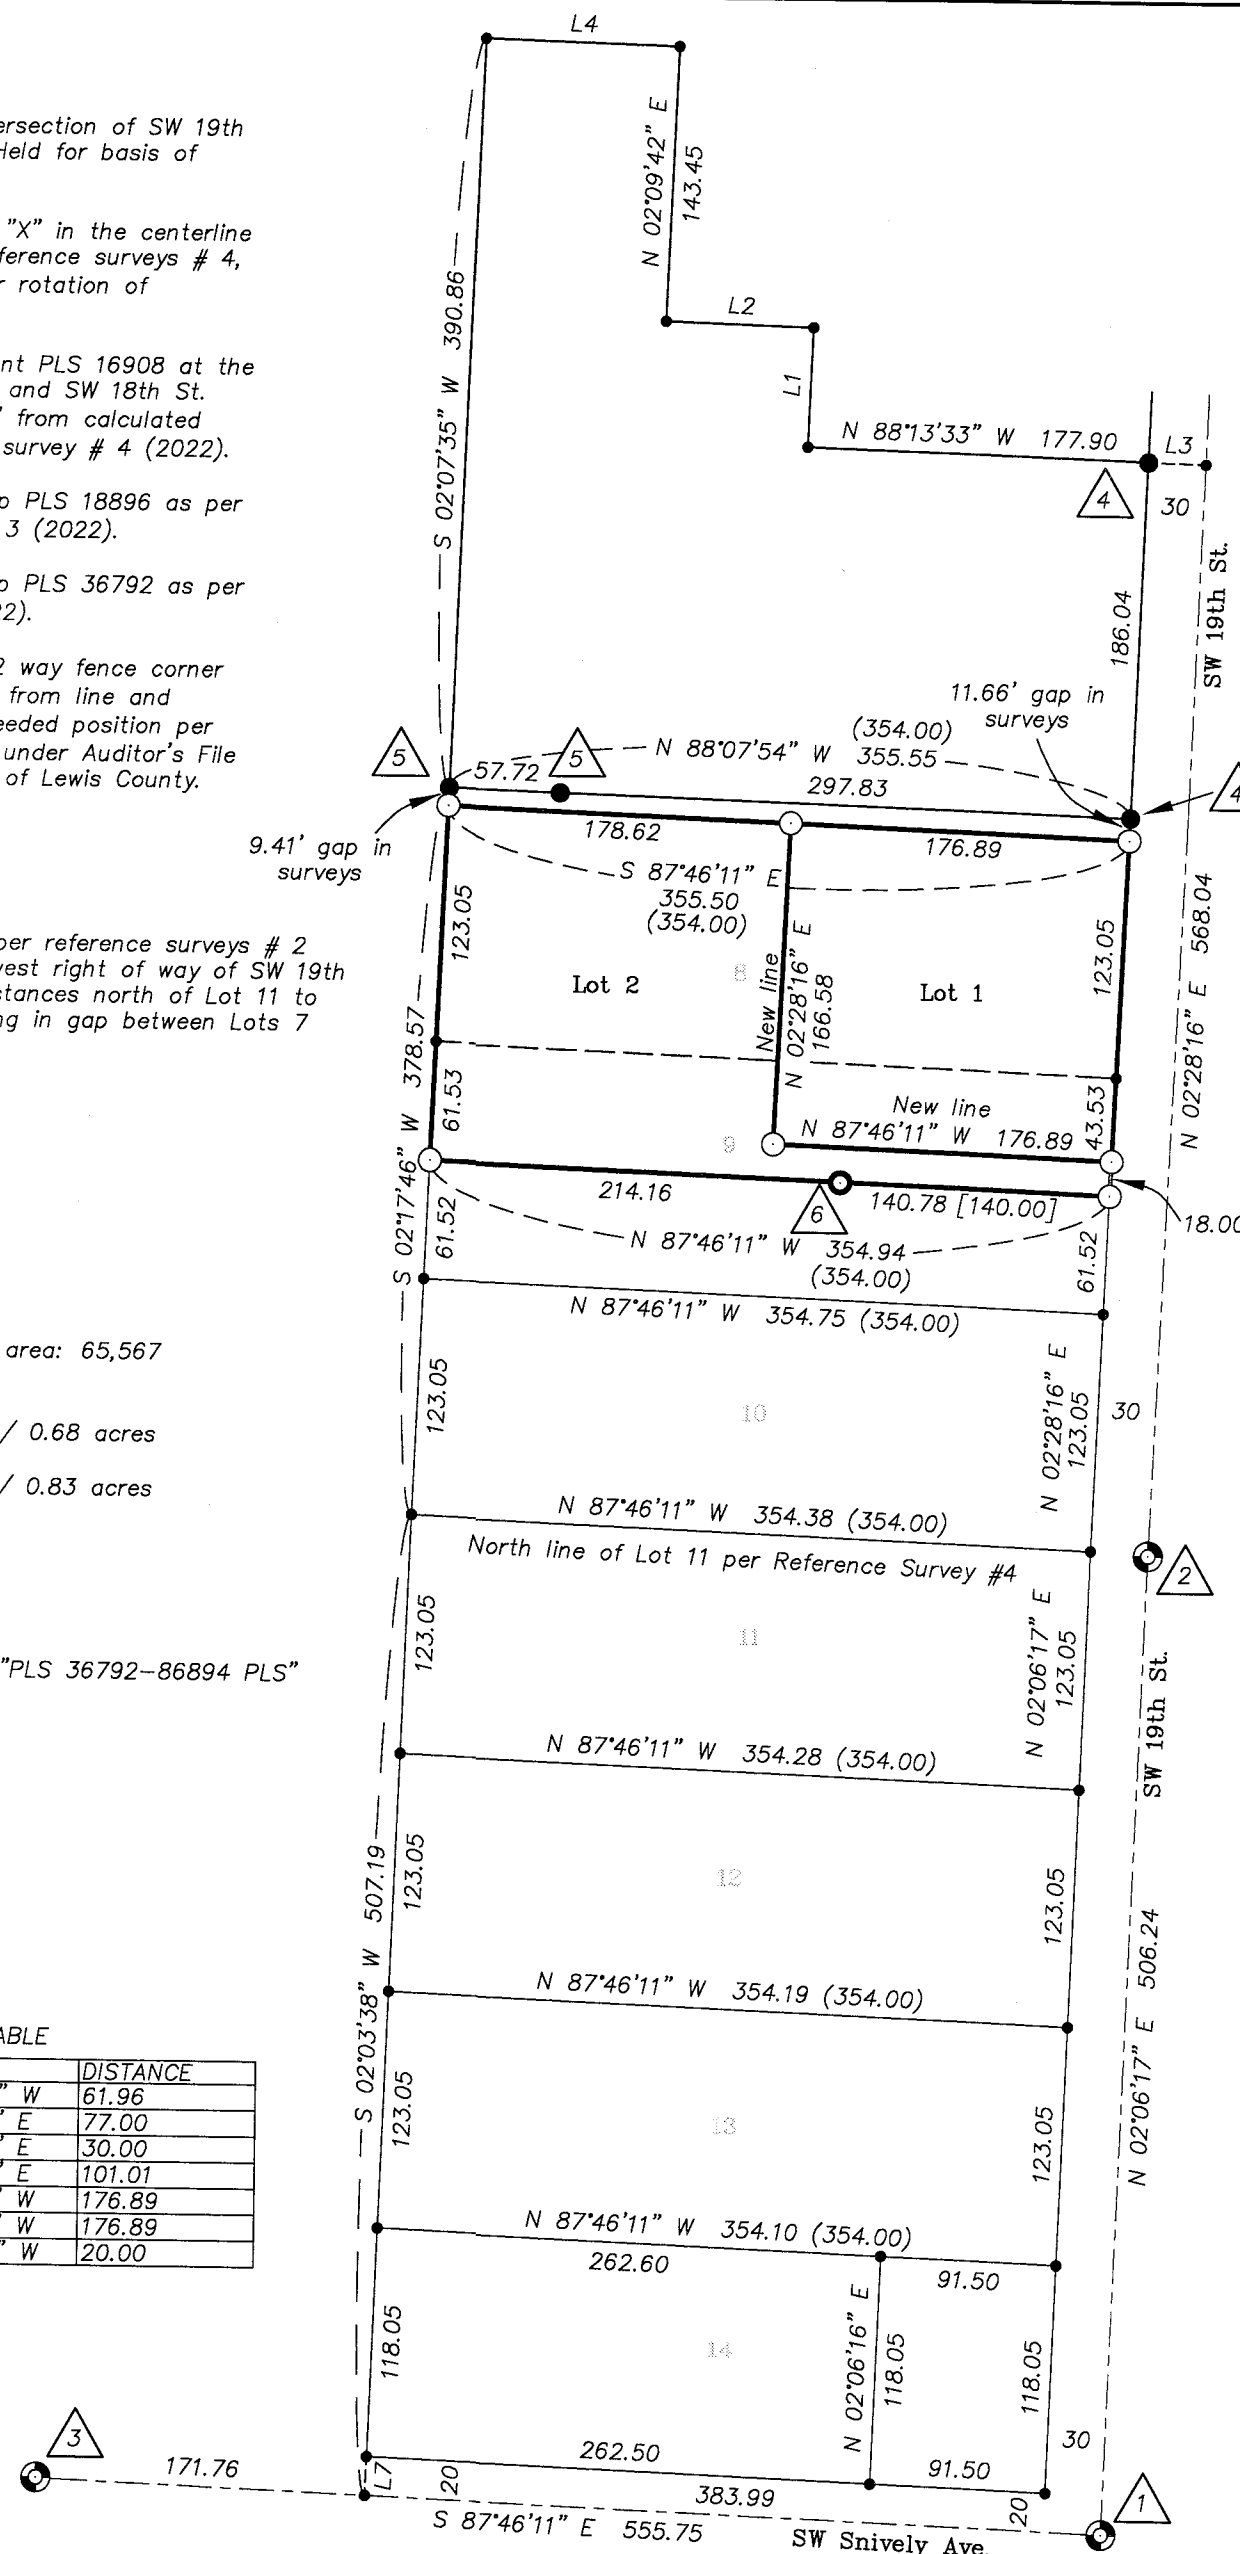 L4
ersection of SW 19th
Held for basis of
N 02°09'42" E
143.45
"X" in the centerline
ference surveys # 4,
r rotation of
S 02°07'35" W 390.86
L2
L1
nt PLS 16908 at the
and SW 18th St.
' from calculated
survey # 4 (2022).
N 88°13'33" W 177.90
L3
4
30
o PLS 18896 as per
3 (2022).
SW 19th St.
o PLS 36792 as per
22).
186.04
2 way fence corner
from line and
eeded position per
under Auditor's File
of Lewis County.
11.66' gap in
surveys
(354.00)
N 88°07'54" W 355.55
5
57.72
5
297.83
4
178.62
176.89
9.41' gap in
surveys
S 87°46'11" E
355.50
(354.00)
123.05
123.05
N 02°28'16" E 568.04
per reference surveys # 2
west right of way of SW 19th
stances north of Lot 11 to
ng in gap between Lots 7
8
Lot 2
Lot 1
New line
N 02°28'16" E
166.58
S 02°17'46" W 378.57
61.53
43.53
New line
N 87°46'11" W 176.89
9
214.16
6
140.78 [140.00]
18.00
61.52
61.52
N 87°46'11" W 354.94
(354.00)
N 87°46'11" W 354.75 (354.00)
area: 65,567
123.05
10
N 02°28'16" E
123.05
30
/ 0.68 acres
/ 0.83 acres
N 87°46'11" W 354.38 (354.00)
North line of Lot 11 per Reference Survey #4
2
123.05
11
N 02°06'17" E
123.05
"PLS 36792-86894 PLS"
SW 19th St.
N 87°46'11" W 354.28 (354.00)
S 02°03'38" W 507.19
123.05
12
123.05
N 02°06'17" E 506.24
N 87°46'11" W 354.19 (354.00)
ABLE
DISTANCE
" W 61.96
" E 77.00
" E 30.00
" E 101.01
" W 176.89
" W 176.89
" W 20.00
123.05
13
123.05
N 87°46'11" W 354.10 (354.00)
262.60
91.50
118.05
14
N 02°06'16" E
118.05
118.05
30
3
171.76
262.50
91.50
L7
20
383.99
20
1
S 87°46'11" E 555.75
SW Snively Ave.